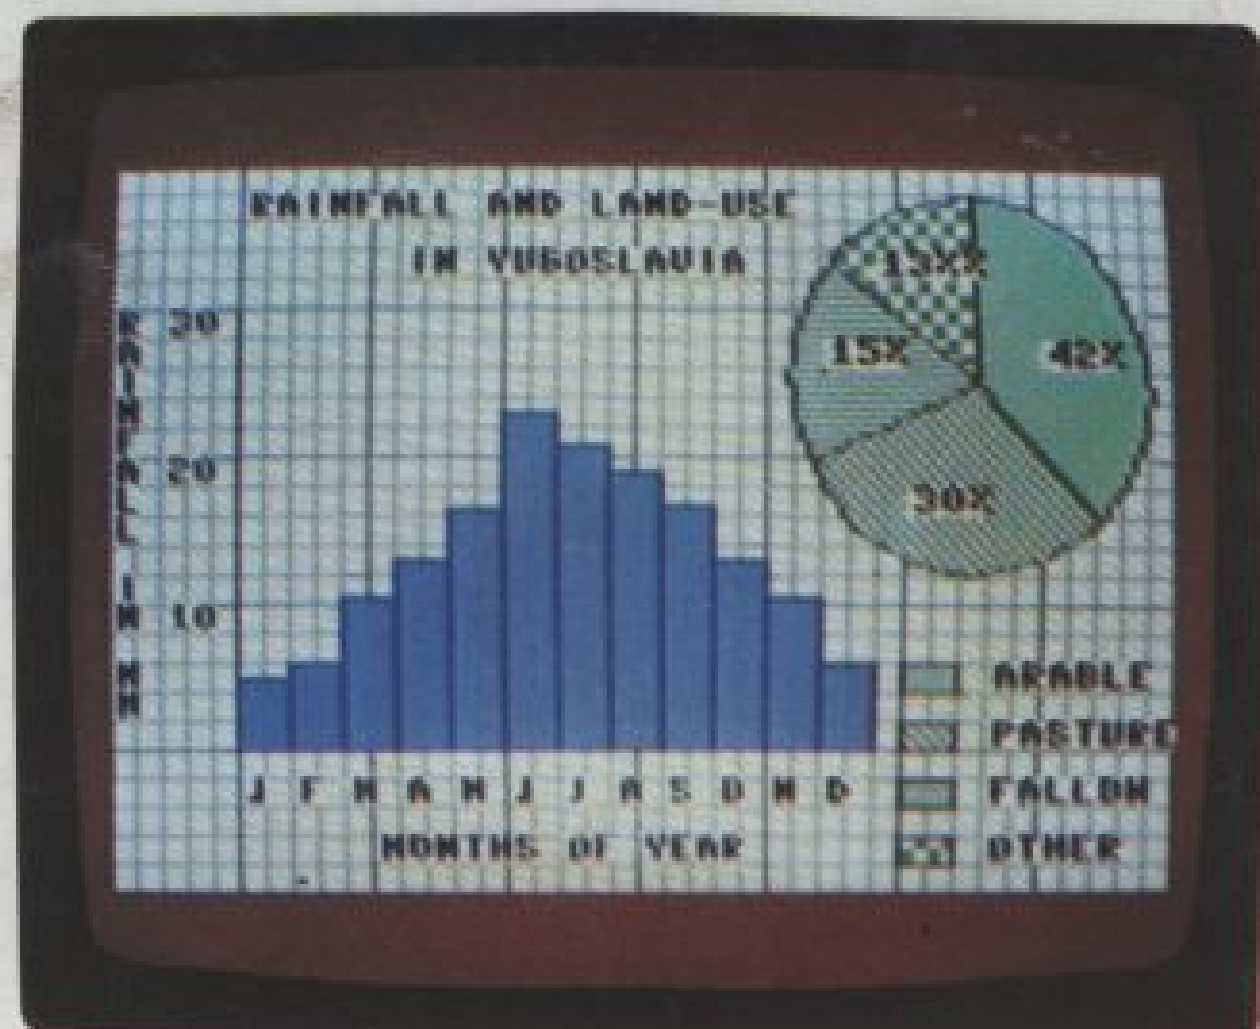 RAINFALL AND LAND-USE
IN YUGOSLAVIA
RAINFALL IN MM
30
20
10
J F M A M J J A S O N D
MONTHS OF YEAR
13%
15%
42%
30%
ARABLE
PASTURE
FALLOW
OTHER